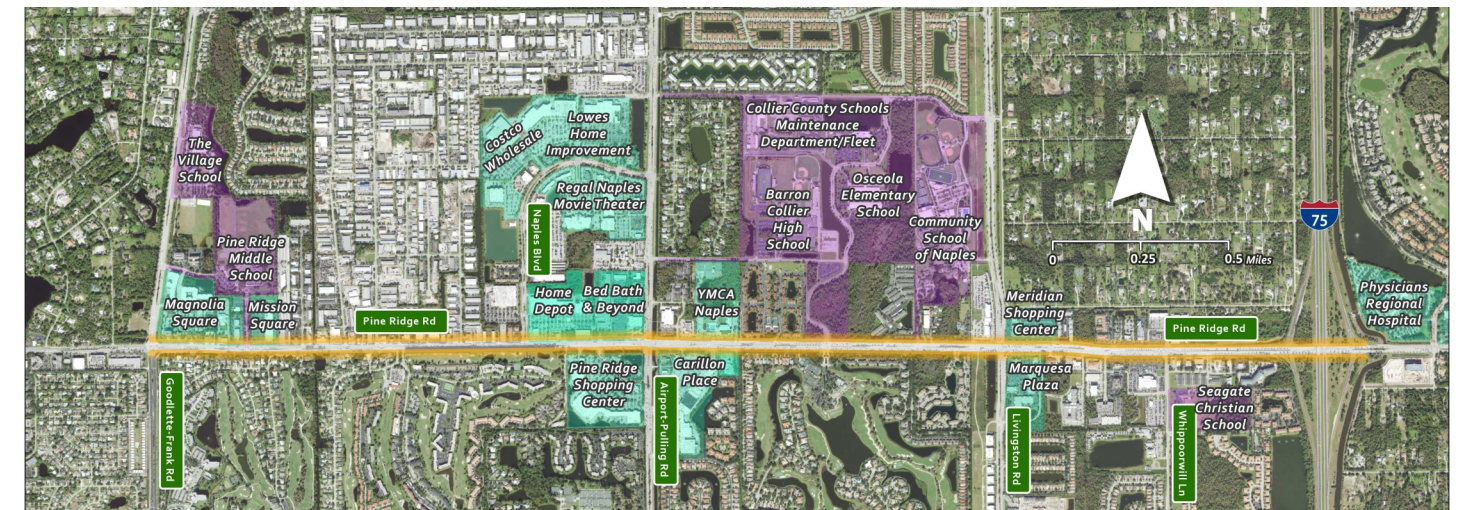 The
Village
School
Pine Ridge
Middle
School
Magnolia
Square
Mission
Square
Pine Ridge Rd
Goodlette-Frank Rd
Costco
Wholesale
Lowes
Home
Improvement
Regal Naples
Movie Theater
Naples Blvd
Home
Depot
Bed Bath
& Beyond
Pine Ridge
Shopping
Center
Airport-Pulling Rd
YMCA
Naples
Carillon
Place
Collier County Schools
Maintenance
Department/Fleet
Barron
Collier
High
School
Osceola
Elementary
School
Community
School
of Naples
N
0 0.25 0.5 Miles
75
Meridian
Shopping
Center
Pine Ridge Rd
Physicians
Regional
Hospital
Marquesa
Plaza
Livingston Rd
Seagate
Christian
School
Whippoorwill Ln